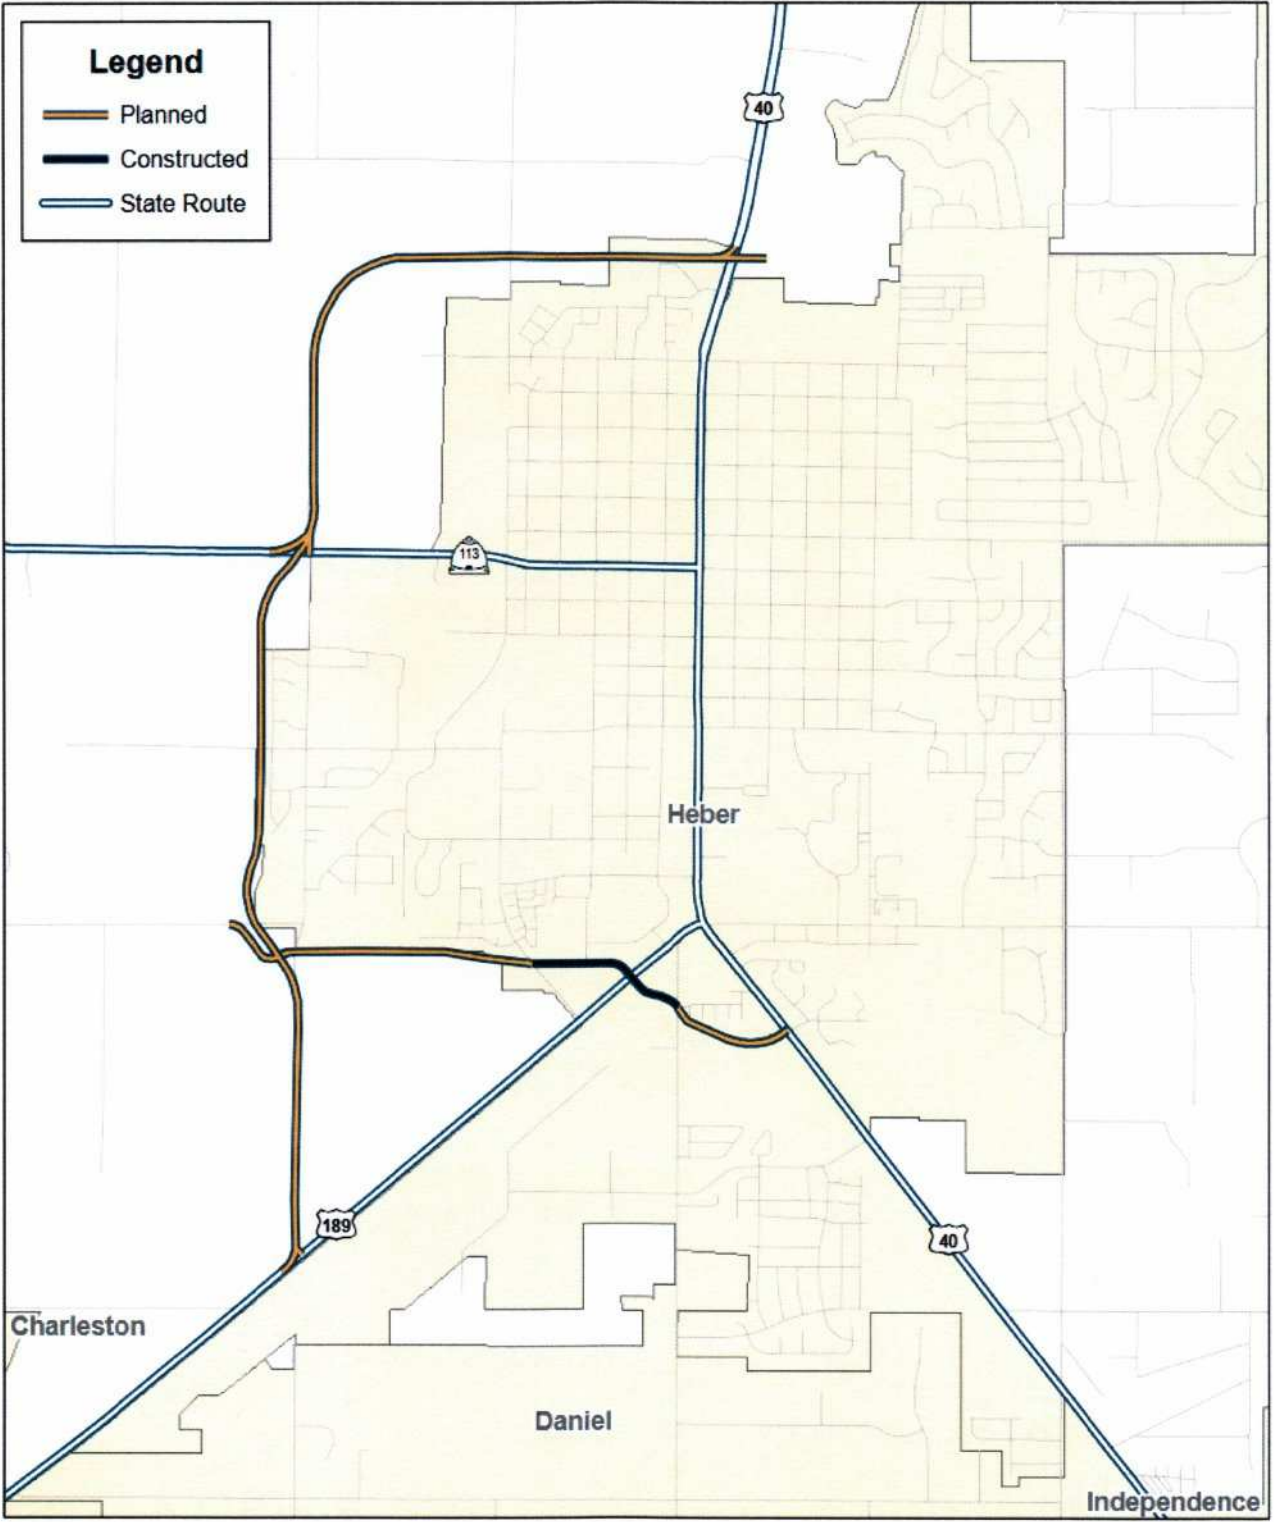 Legend
Planned
Constructed
State Route
40
113
Heber
189
40
Charleston
Daniel
Independence